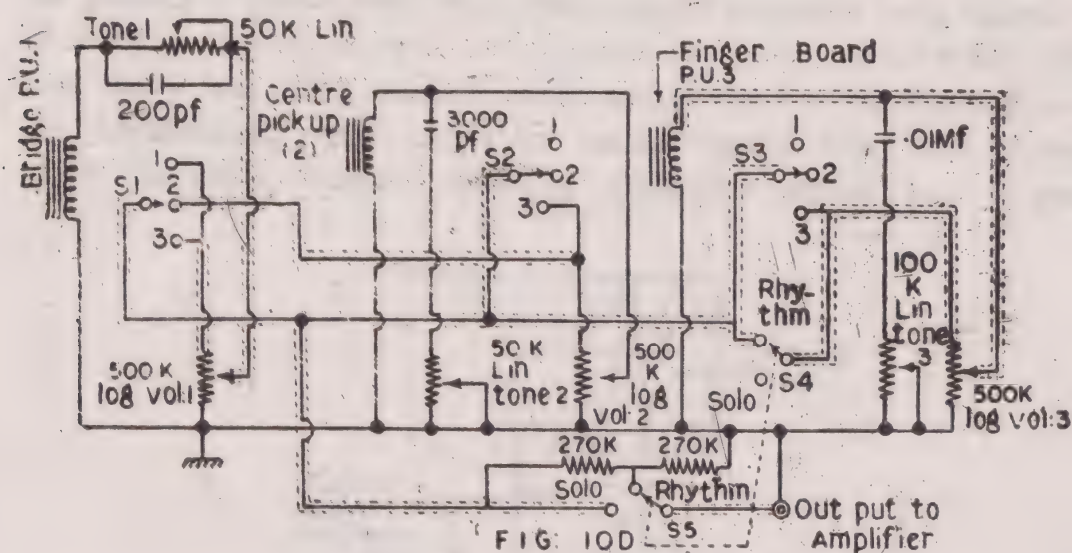 Tone1
50K Lin
Bridge P.U.1
200pf
Centre
pickup
(2)
3000
pf
Finger Board
P.U.3
.01Mf
S1
1
2
3
S2
1
2
3
S3
1
2
3
Rhy-
thm
S4
Solo
100
K
Lin
tone
3
500K
log vol:1
50K
Lin
tone 2
500
K
log
Vol:2
500K
log vol:3
270K
270K
Solo
Rhythm
S5
Out put to
Amplifier
FIG: 10D